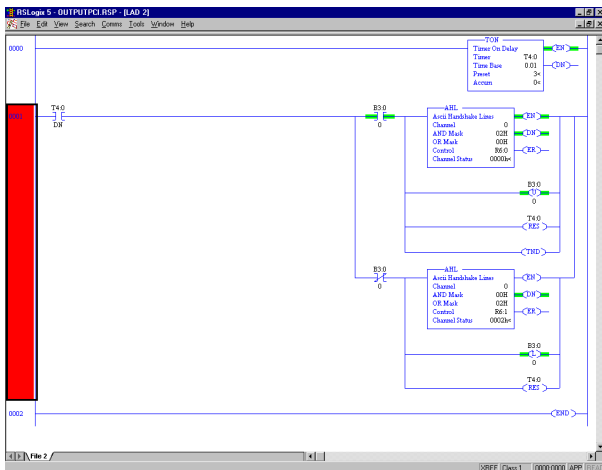 RSLogix 5 - OUTPUTPCI.RSP - [LAD 2]
File Edit View Search Comms Tools Window Help
0000
TON
Timer On Delay
Timer T4:0
Time Base 0.01
Preset 3<
Accum 0<
EN
DN
0001
T4:0
DN
B3:0
0
AHL
Ascii Handshake Lines
Channel 0
AND Mask 02H
OR Mask 00H
Control R6:0
Channel Status 0000h<
EN
DN
ER
B3:0
U
0
T4:0
RES
TND
B3:0
0
AHL
Ascii Handshake Lines
Channel 0
AND Mask 00H
OR Mask 02H
Control R6:1
Channel Status 0002h<
EN
DN
ER
B3:0
L
0
T4:0
RES
0002
END
File 2
XREF Class 1 0000:0000 APP